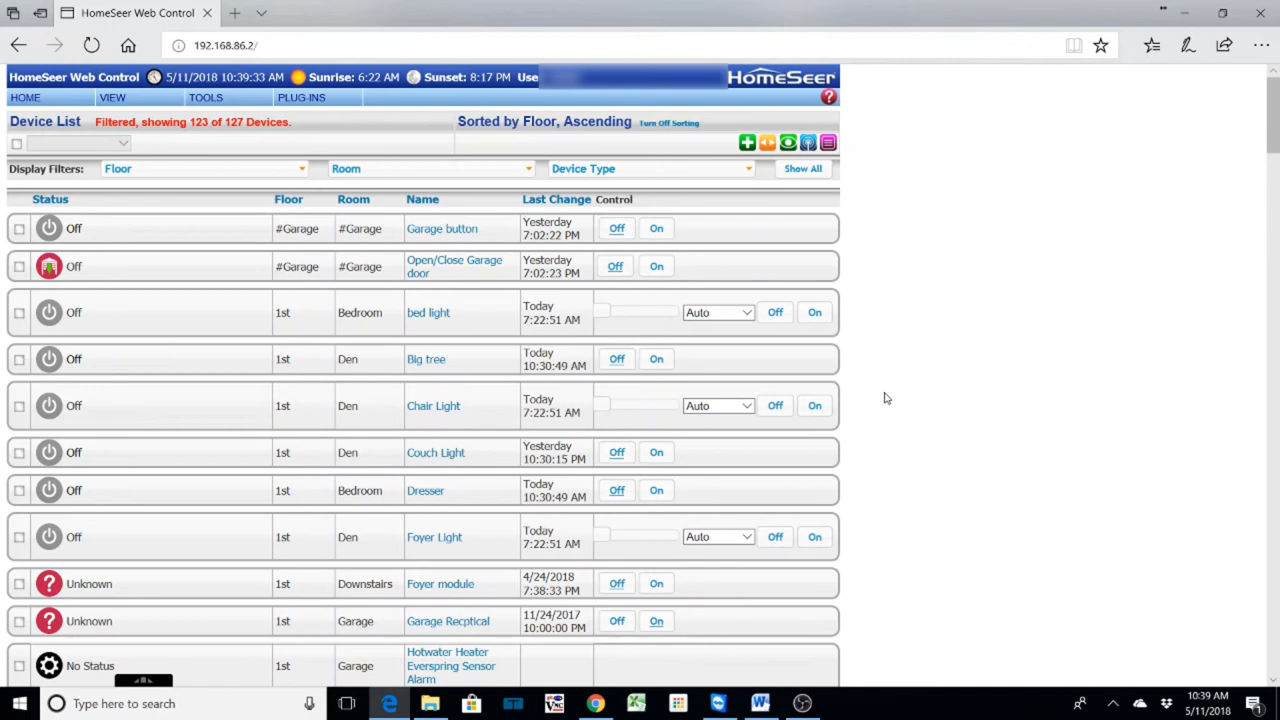 HomeSeer Web Control
192.168.86.2/
HomeSeer Web Control 5/11/2018 10:39:33 AM Sunrise: 6:22 AM Sunset: 8:17 PM Use HomeSeer
HOME VIEW TOOLS PLUG-INS
Device List Filtered, showing 123 of 127 Devices. Sorted by Floor, Ascending Turn Off Sorting
Display Filters: Floor Room Device Type Show All
Status Floor Room Name Last Change Control
Off #Garage #Garage Garage button Yesterday 7:02:22 PM Off On
Off #Garage #Garage Open/Close Garage door Yesterday 7:02:23 PM Off On
Off 1st Bedroom bed light Today 7:22:51 AM Auto Off On
Off 1st Den Big tree Today 10:30:49 AM Off On
Off 1st Den Chair Light Today 7:22:51 AM Auto Off On
Off 1st Den Couch Light Yesterday 10:30:15 PM Off On
Off 1st Bedroom Dresser Today 10:30:49 AM Off On
Off 1st Den Foyer Light Today 7:22:51 AM Auto Off On
Unknown 1st Downstairs Foyer module 4/24/2018 7:38:33 PM Off On
Unknown 1st Garage Garage Recptical 11/24/2017 10:00:00 PM Off On
No Status 1st Garage Hotwater Heater Everspring Sensor Alarm
Type here to search
10:39 AM
5/11/2018